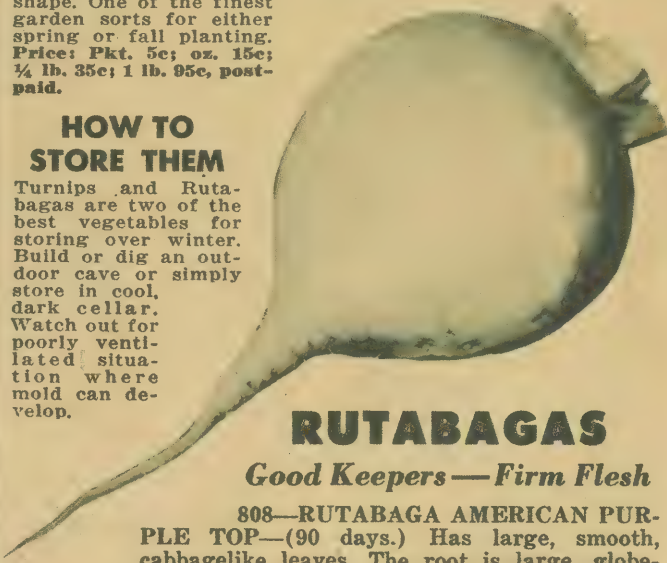 shape. One of the finest
garden sorts for either
spring or fall planting.
Price: Pkt. 5c; oz. 15c;
¼ lb. 35c; 1 lb. 95c, post-
paid.
HOW TO
STORE THEM
Turnips and Ruta-
bagas are two of the
best vegetables for
storing over winter.
Build or dig an out-
door cave or simply
store in cool,
dark cellar.
Watch out for
poorly venti-
lated situa-
tion where
mold can de-
velop.
RUTABAGAS
Good Keepers — Firm Flesh
808—RUTABAGA AMERICAN PUR-
PLE TOP—(90 days.) Has large, smooth,
cabbagelike leaves. The root is large, globe-